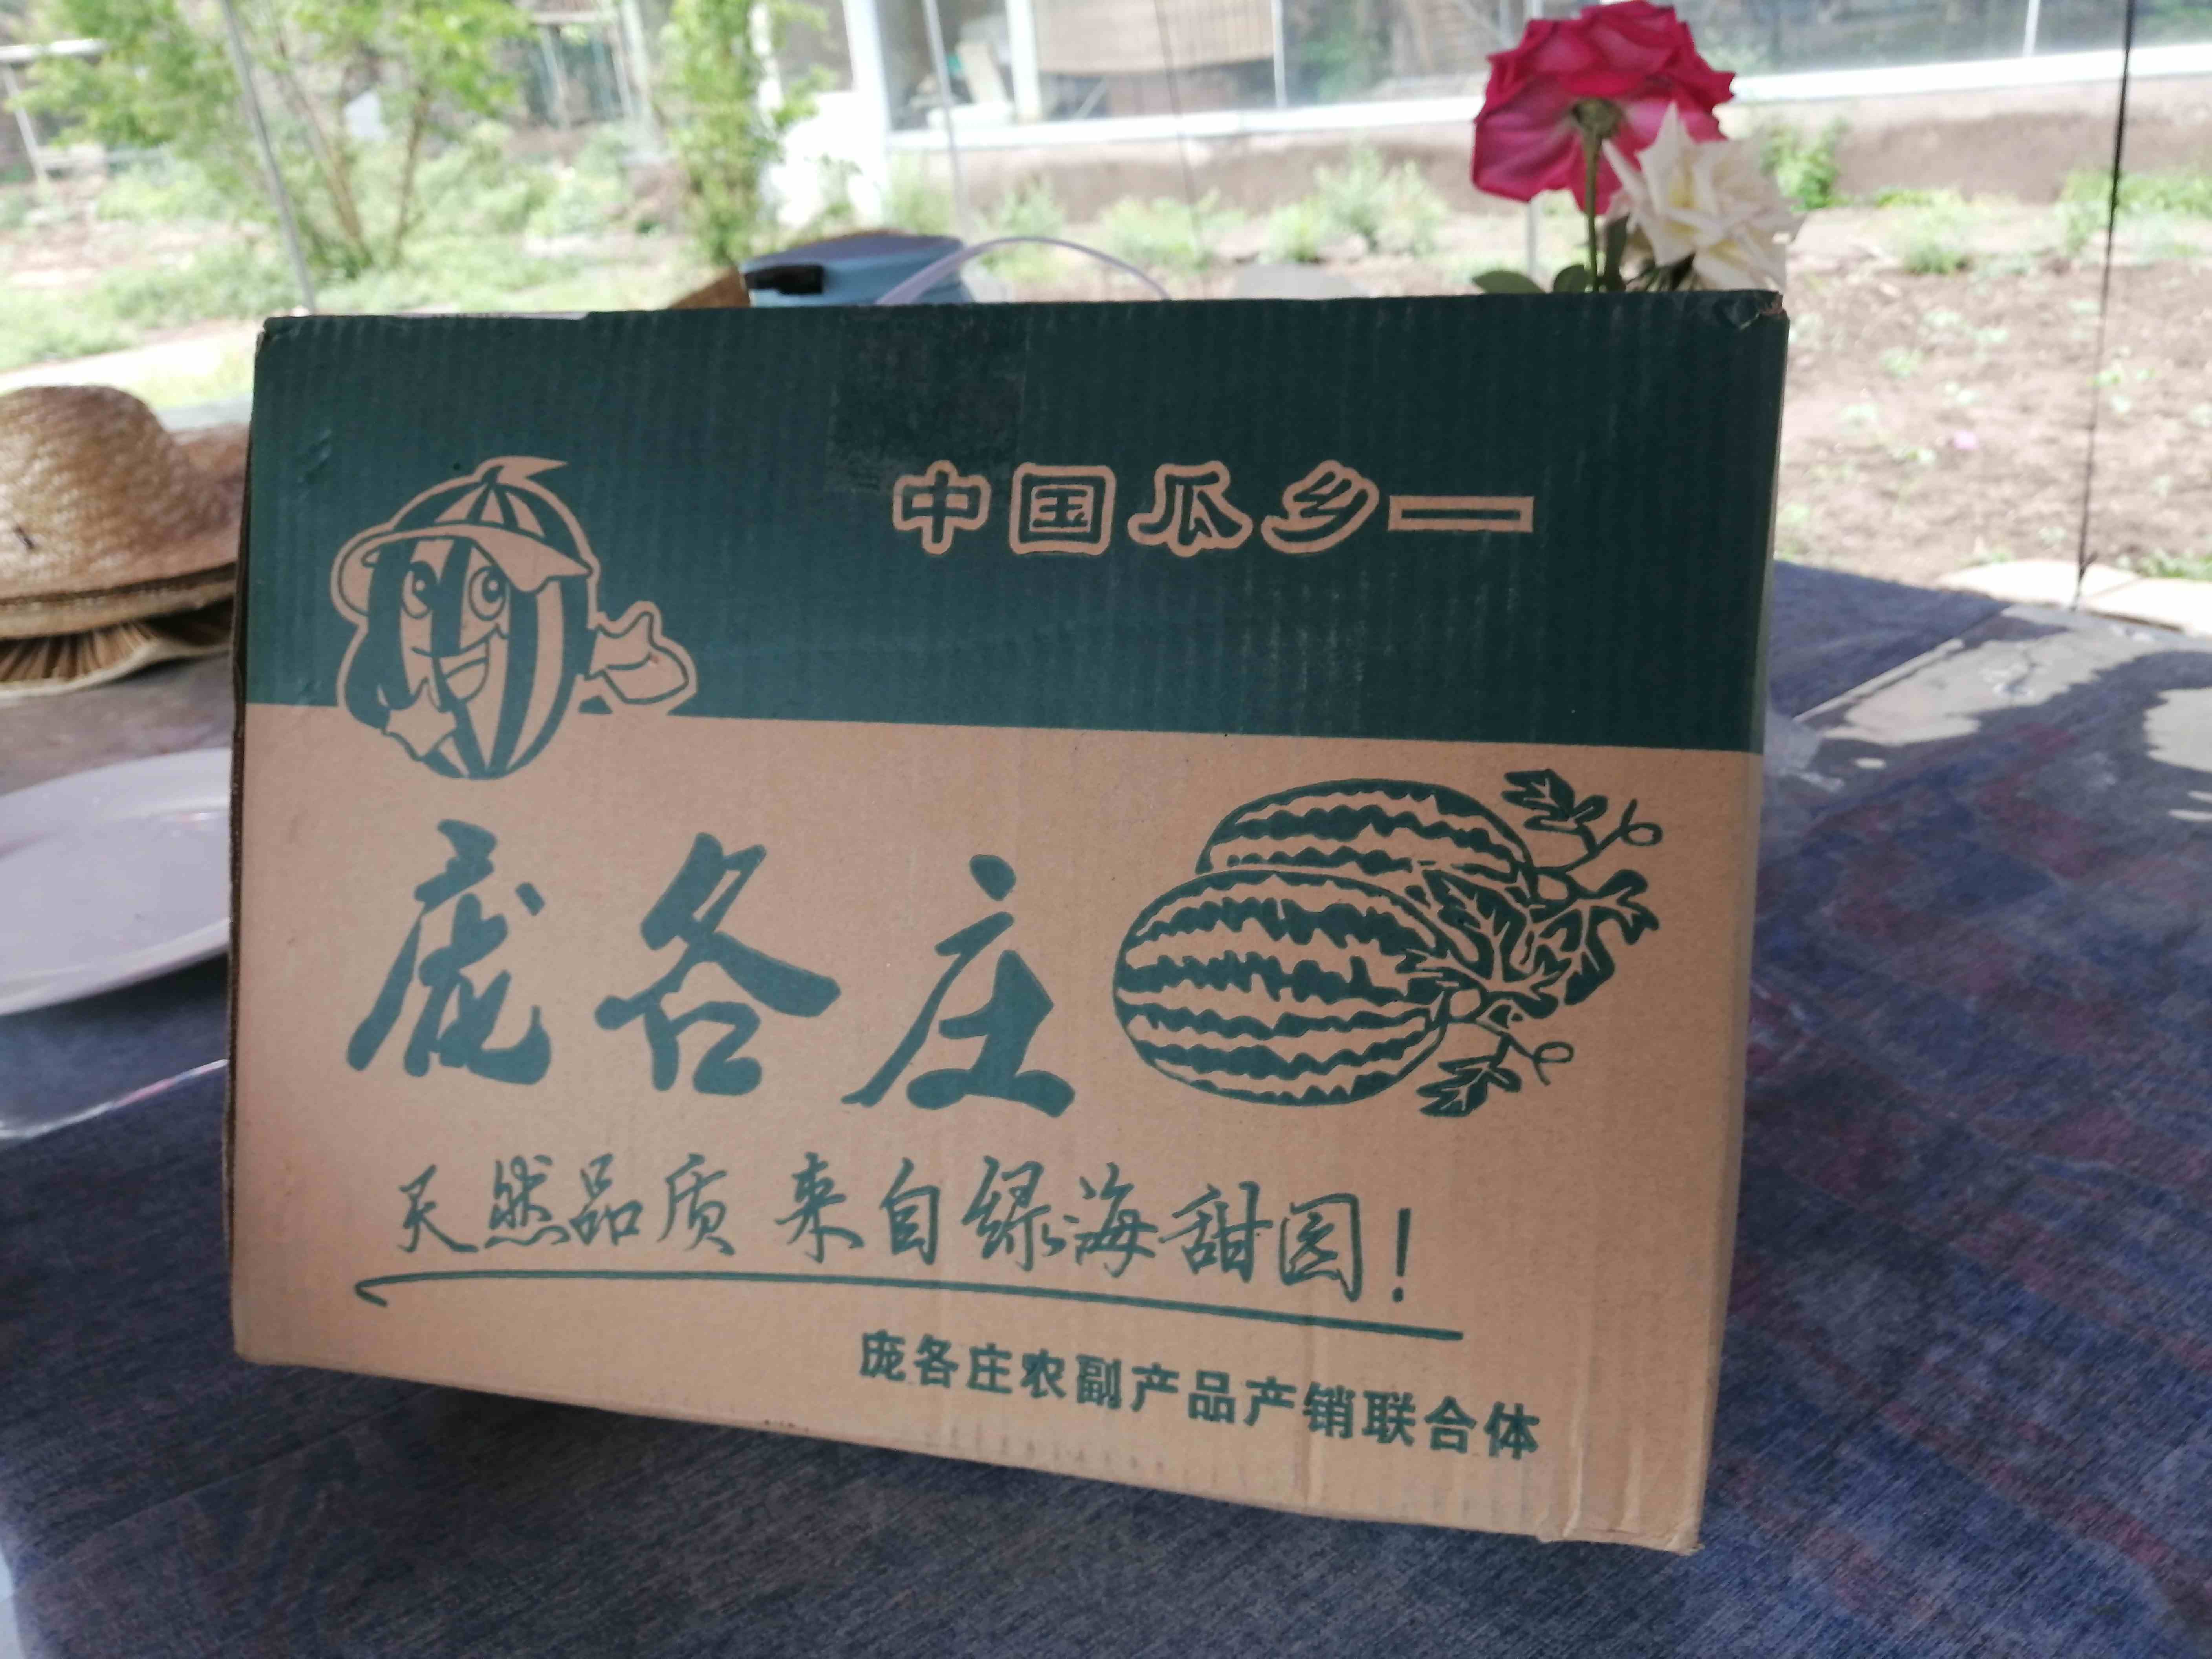 中国瓜乡—
庞各庄
天然品质 来自绿海甜园！
庞各庄农副产品产销联合体